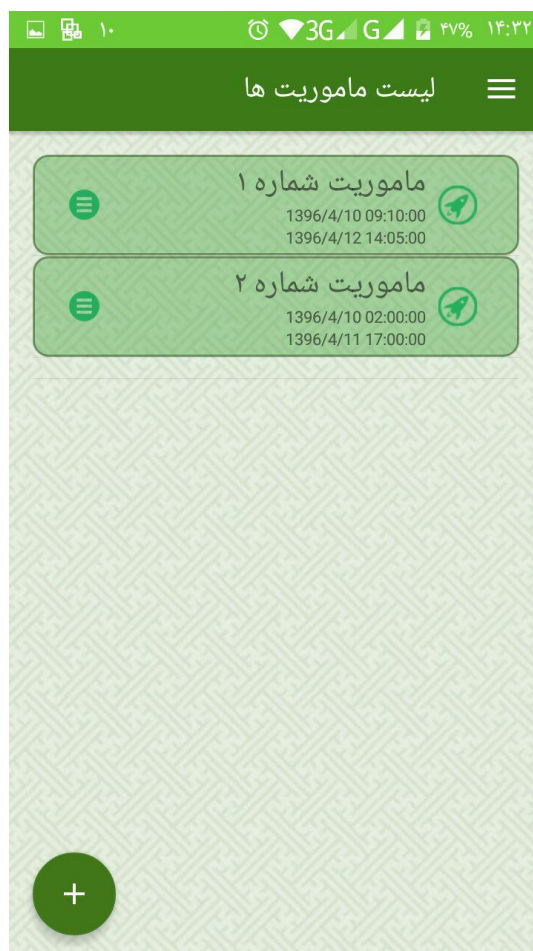 ۱۰ 3G G ۴۷% ۱۴:۳۲
لیست ماموریت ها
ماموریت شماره ۱
1396/4/10 09:10:00
1396/4/12 14:05:00
ماموریت شماره ۲
1396/4/10 02:00:00
1396/4/11 17:00:00
+